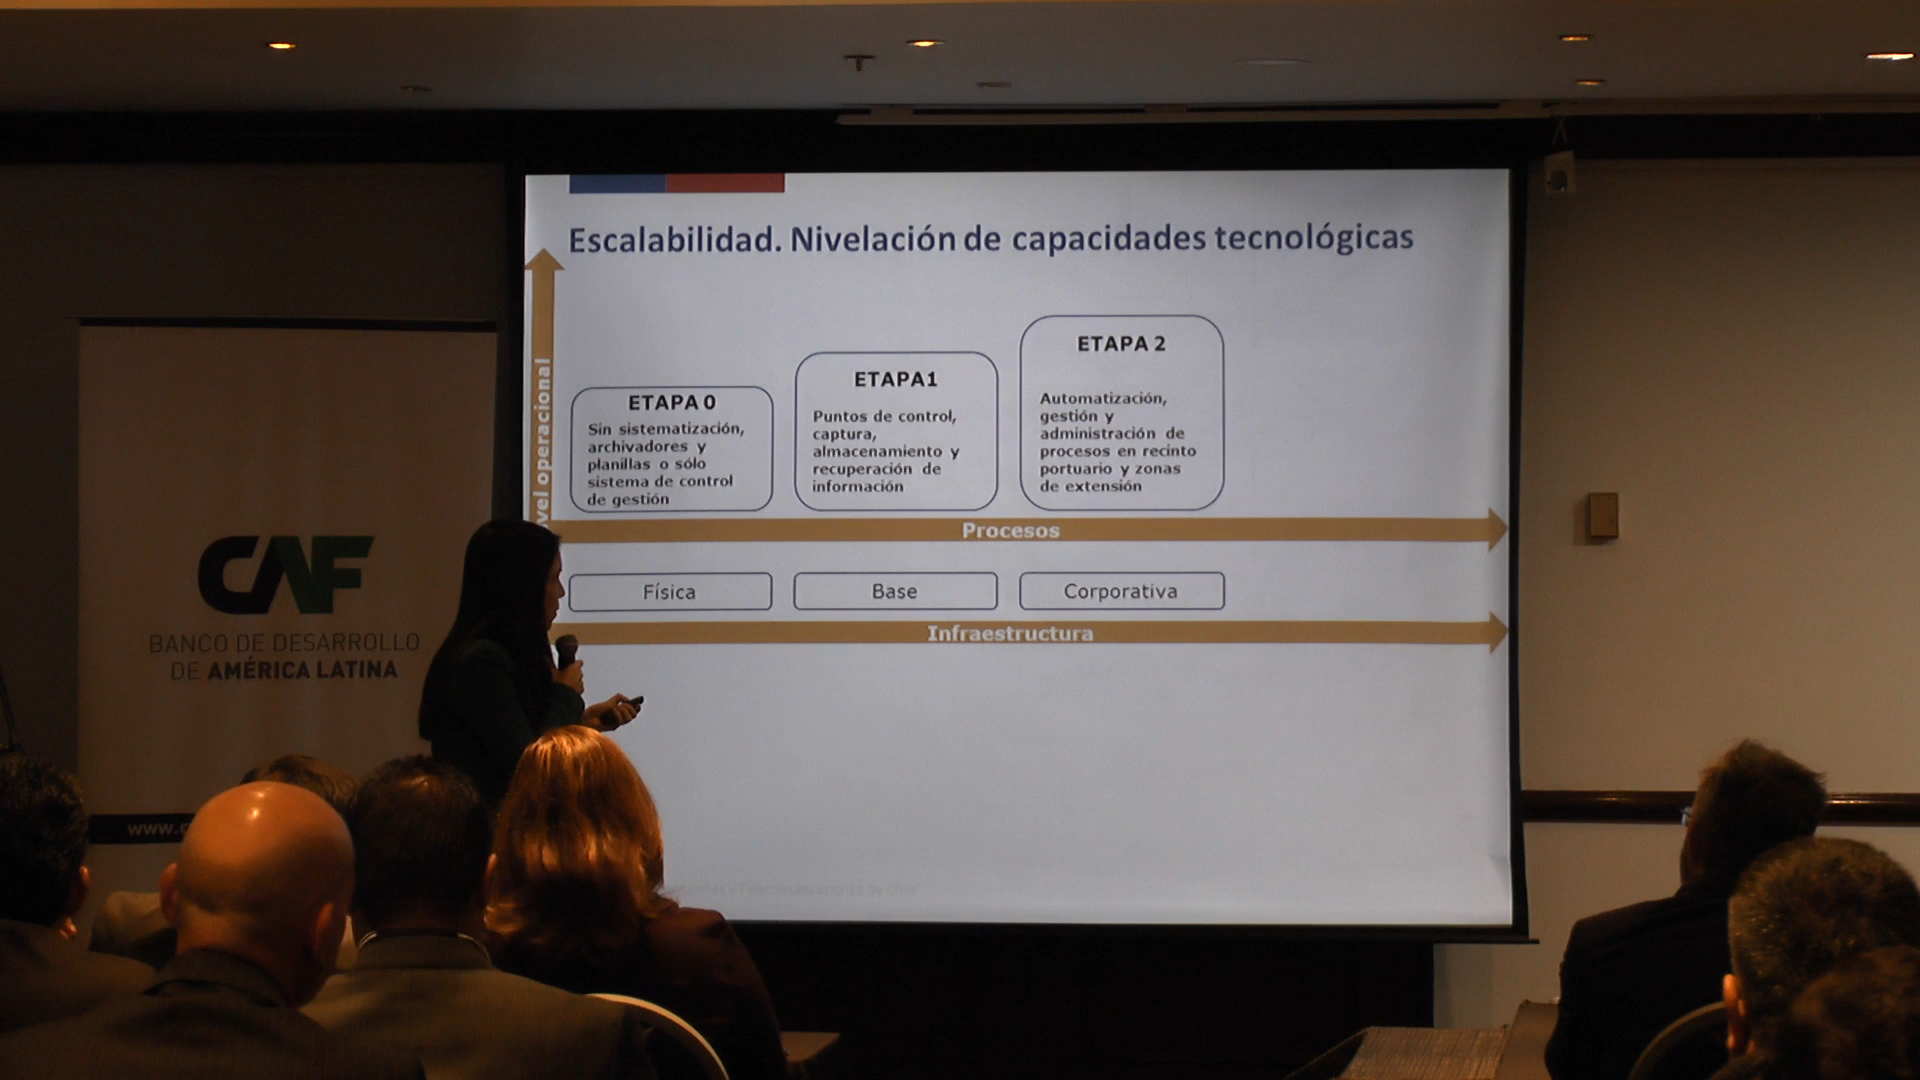 Escalabilidad. Nivelación de capacidades tecnológicas
ETAPA 0
Sin sistematización,
archivadores y
planillas o sólo
sistema de control
de gestión
ETAPA1
Puntos de control,
captura,
almacenamiento y
recuperación de
información
ETAPA 2
Automatización,
gestión y
administración de
procesos en recinto
portuario y zonas
de extensión
operacional
Procesos
Física
Base
Corporativa
Infraestructura
CAF
BANCO DE DESARROLLO
DE AMÉRICA LATINA
www.